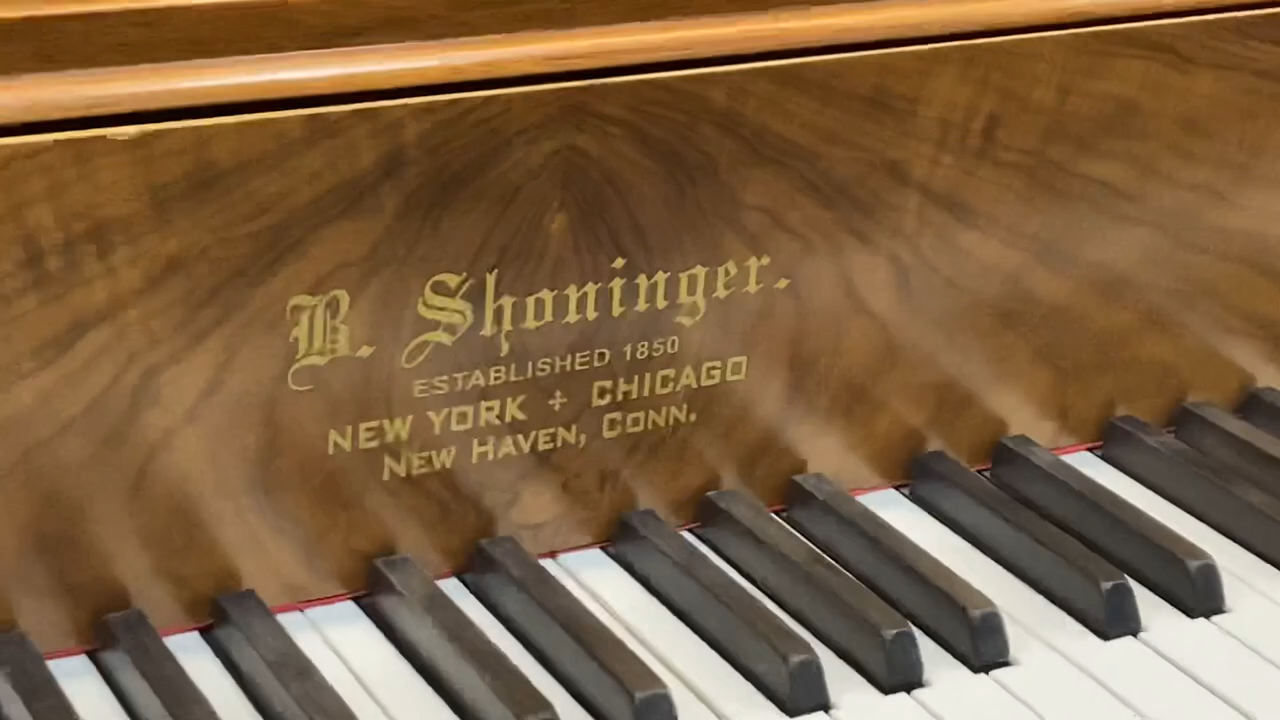 B. Shoninger.
ESTABLISHED 1850
NEW YORK + CHICAGO
NEW HAVEN, CONN.